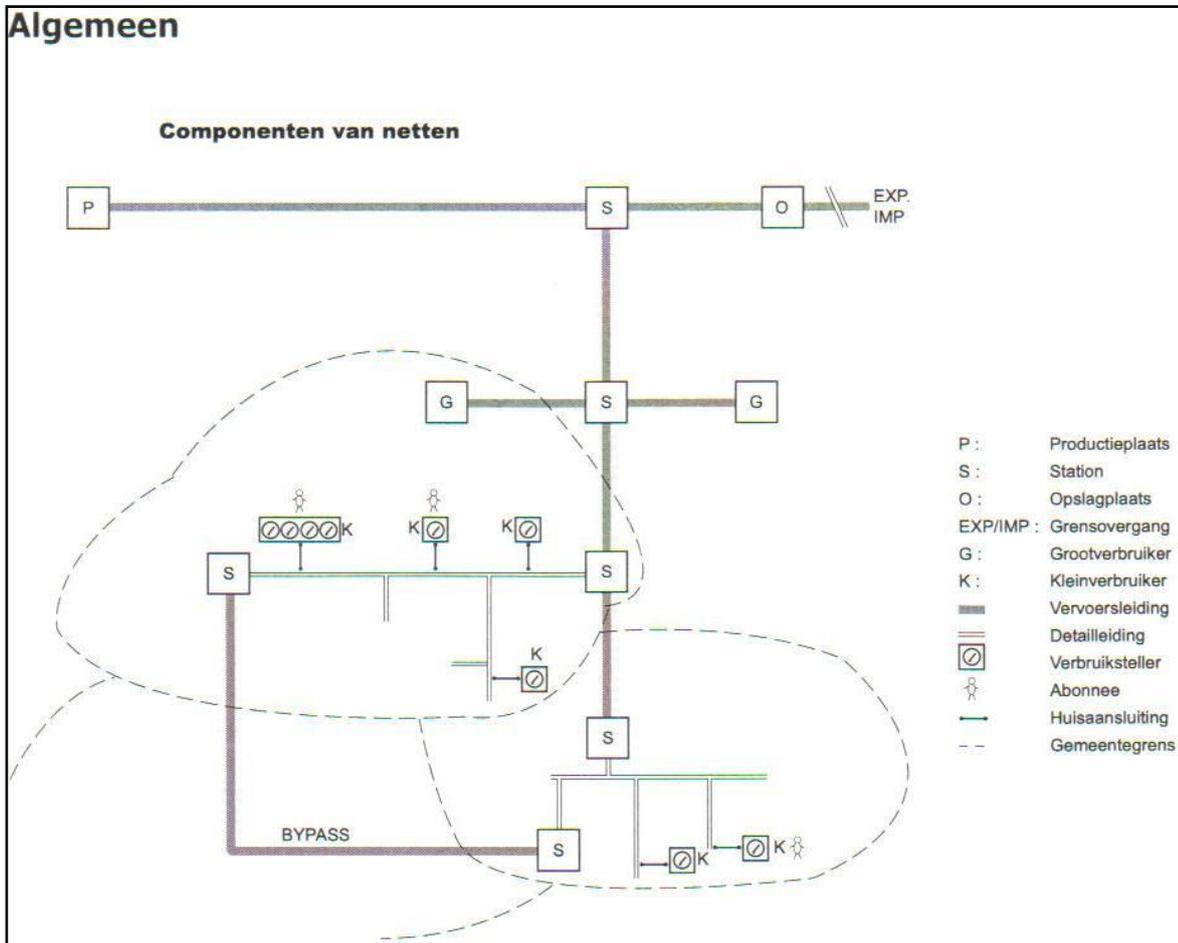 Algemeen
Componenten van netten
P
S
O
EXP.
IMP
G
S
G
K
K
K
S
S
K
S
BYPASS
S
K
K
P : Productieplaats
S : Station
O : Opslagplaats
EXP/IMP : Grensovergang
G : Grootverbruiker
K : Kleinverbruiker
Vervoersleiding
Detailleiding
Verbruiksteller
Abonnee
Huisaansluiting
Gemeentegrens